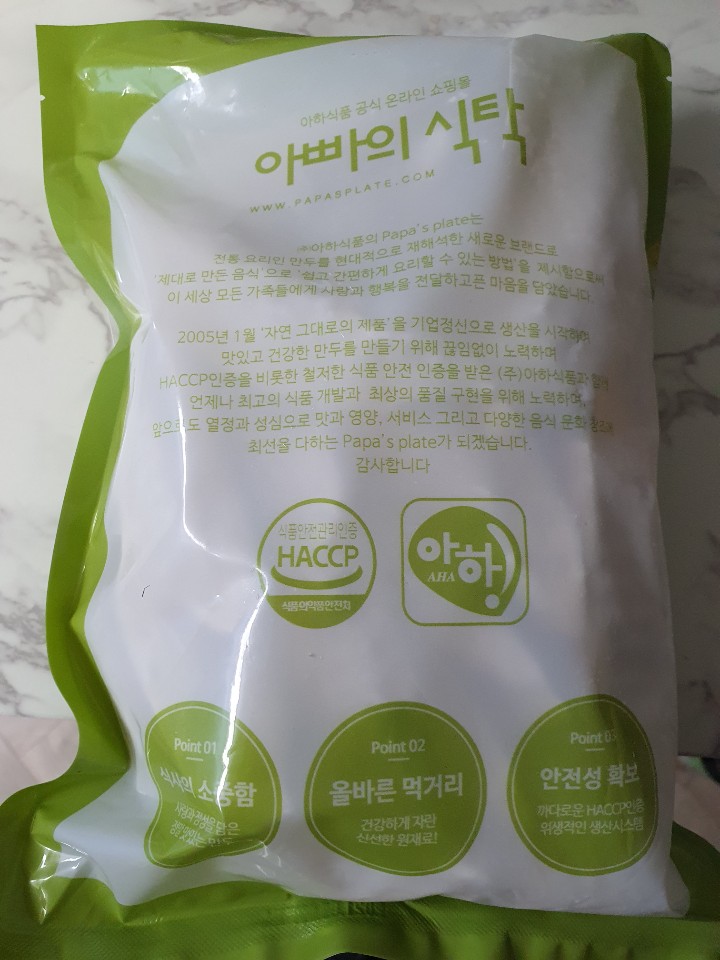 아하식품 공식 온라인 쇼핑몰
아빠의 식탁
WWW.PAPASPLATE.COM
아하식품의 Papa's plate는
전통 요리인 만두를 현대적으로 재해석한 새로운 브랜드로
'제대로 만든 음식'으로 '쉽고 간편하게 요리할 수 있는 방법'을 제시함으로써
이 세상 모든 가족들에게 사랑과 행복을 전달하고픈 마음을 담았습니다.
2005년 1월 '자연 그대로의 제품'을 기업정신으로 생산을 시작하여
맛있고 건강한 만두를 만들기 위해 끊임없이 노력하며
HACCP인증을 비롯한 철저한 식품 안전 인증을 받은 (주)아하식품과
언제나 최고의 식품 개발과 최상의 품질 구현을 위해 노력하며,
앞으로도 열정과 성심으로 맛과 영양, 서비스 그리고 다양한 음식 문화
최선을 다하는 Papa's plate가 되겠습니다.
감사합니다
식품안전관리인증
HACCP
식품의약품안전처
아하!
AHA
Point 01
식사의 소중함
Point 02
올바른 먹거리
건강하게 자란
신선한 원재료!
Point 03
안전성 확보
까다로운 HACCP인증
위생적인 생산시스템